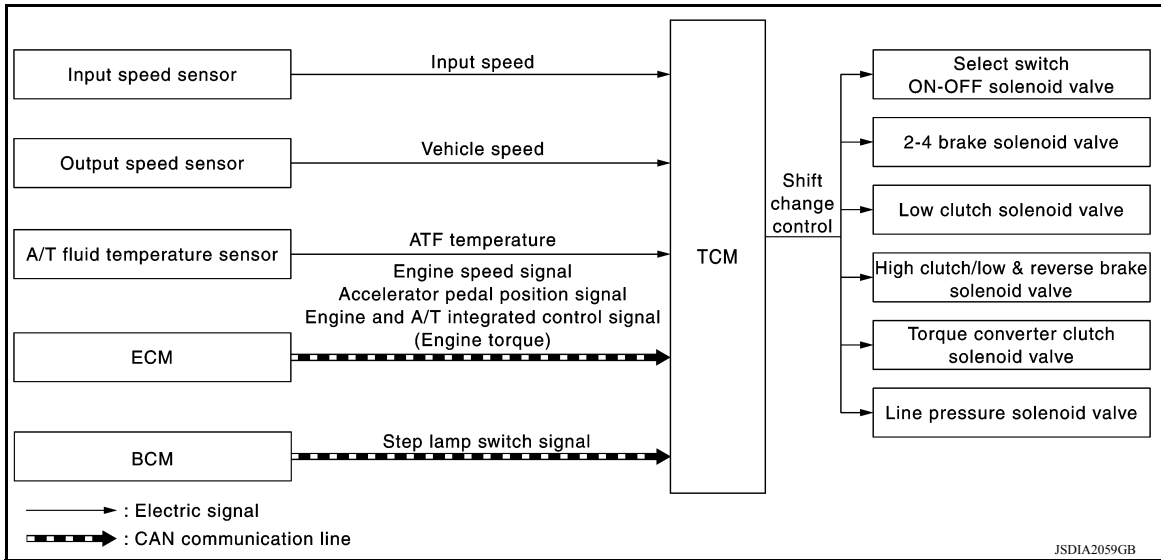 Input speed sensor
Input speed
Output speed sensor
Vehicle speed
A/T fluid temperature sensor
ATF temperature
Engine speed signal
Accelerator pedal position signal
Engine and A/T integrated control signal
(Engine torque)
ECM
BCM
Step lamp switch signal
TCM
Shift
change
control
Select switch
ON-OFF solenoid valve
2-4 brake solenoid valve
Low clutch solenoid valve
High clutch/low & reverse brake
solenoid valve
Torque converter clutch
solenoid valve
Line pressure solenoid valve
: Electric signal
: CAN communication line
JSDIA2059GB